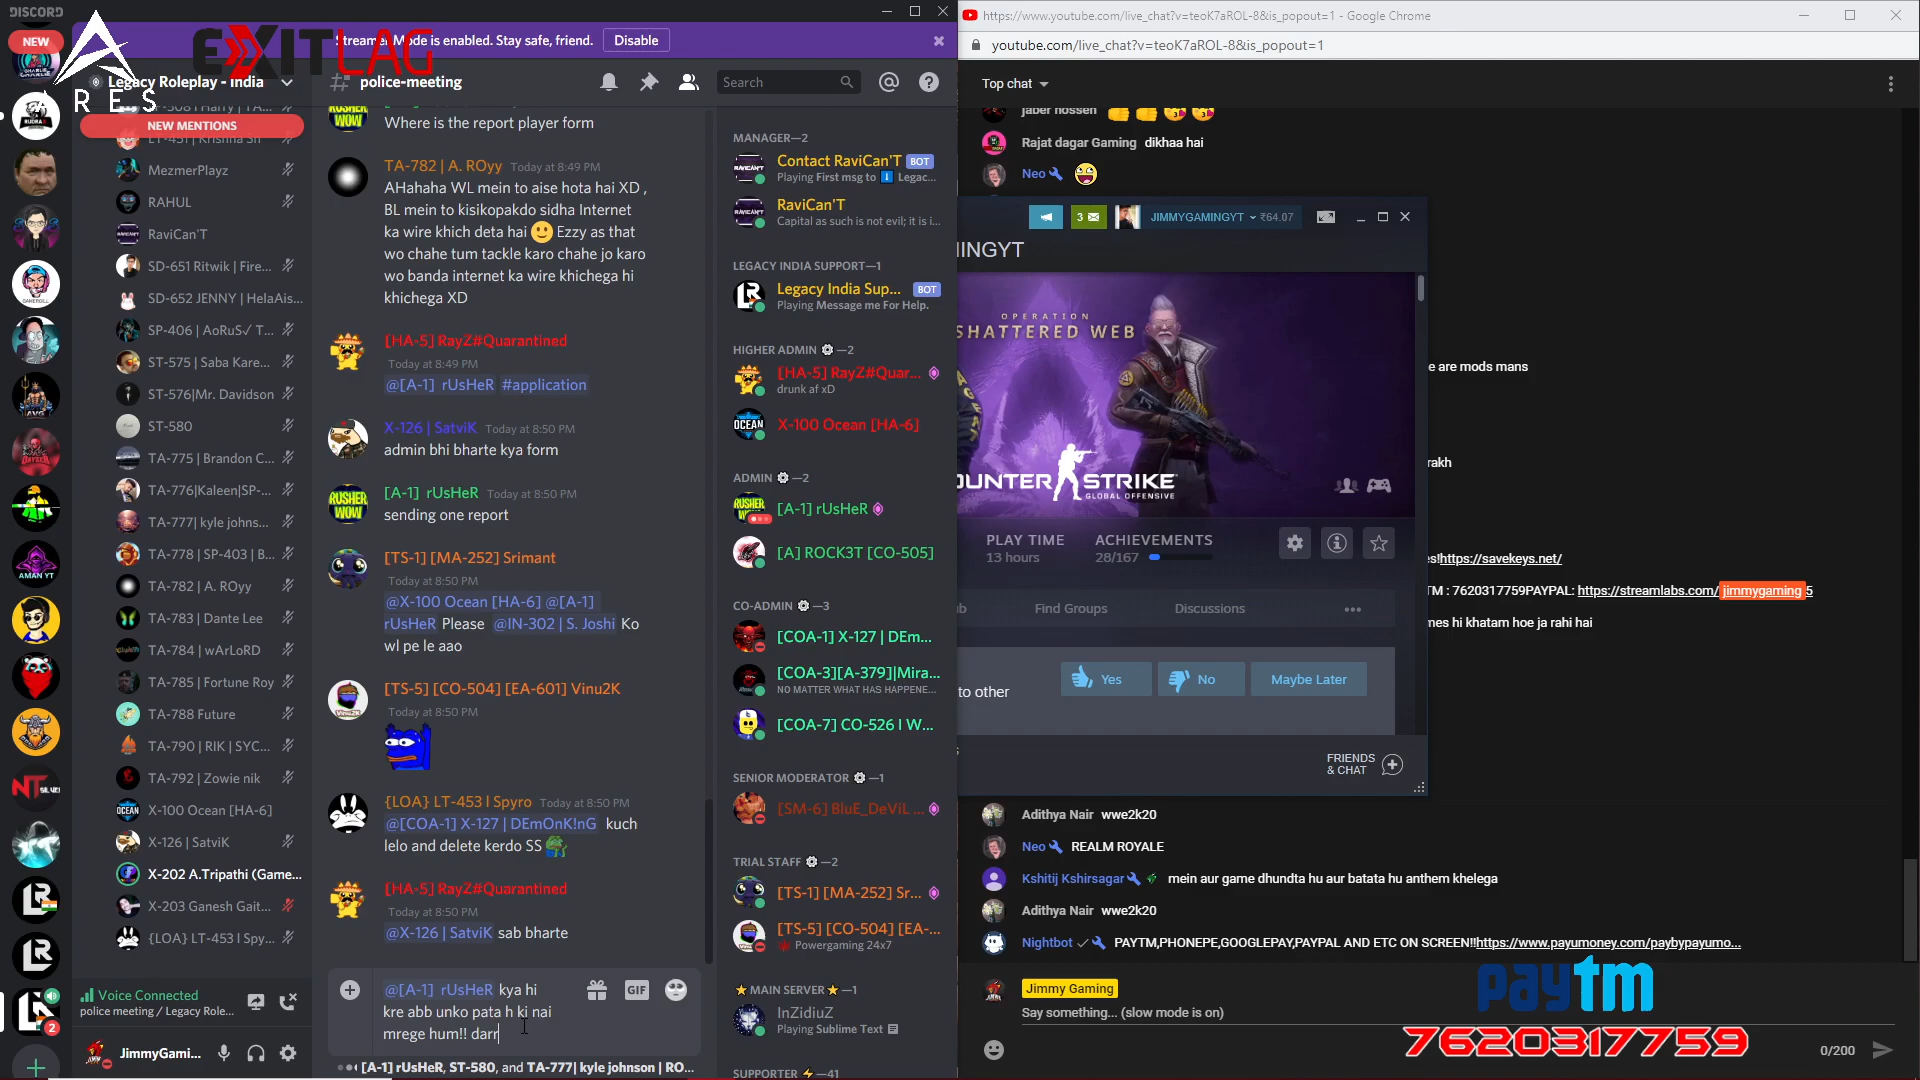 DISCORD
NEW
ARES
EXITLAG
Streamer Mode is enabled. Stay safe, friend.
Disable
Legacy Roleplay - India
NEW MENTIONS
MezmerPlayz
RAHUL
RaviCan'T
SD-651 Ritwik | Fire...
SD-652 JENNY | HelaAis...
SP-406 | AoRuS✓ T...
ST-575 | Saba Kare...
ST-576|Mr. Davidson
ST-580
TA-775 | Brandon C...
TA-776|Kaleen|SP-...
TA-777| kyle johns...
TA-778 | SP-403 | B...
TA-782 | A. ROyy
TA-783 | Dante Lee
TA-784 | wArLoRD
TA-785 | Fortune Roy
TA-788 Future
TA-790 | RIK | SYC...
TA-792 | Zowie nik
X-100 Ocean [HA-6]
X-126 | SatviK
X-202 A.Tripathi (Game...
X-203 Ganesh Gait...
{LOA} LT-453 l Spy...
Voice Connected
police meeting / Legacy Role...
JimmyGami...
2
# police-meeting
Search
Where is the report player form
TA-782 | A. ROyy Today at 8:49 PM
AHahaha WL mein to aise hota hai XD ,
BL mein to kisikopakdo sidha Internet
ka wire khich deta hai 🙂 Ezzy as that
wo chahe tum tackle karo chahe jo karo
wo banda internet ka wire khichega hi
khichega XD
[HA-5] RayZ#Quarantined
Today at 8:49 PM
@[A-1] rUsHeR #application
X-126 | SatviK Today at 8:50 PM
admin bhi bharte kya form
[A-1] rUsHeR Today at 8:50 PM
sending one report
[TS-1] [MA-252] Srimant
Today at 8:50 PM
@X-100 Ocean [HA-6] @[A-1]
rUsHeR Please @IN-302 | S. Joshi Ko
wl pe le aao
[TS-5] [CO-504] [EA-601] Vinu2K
Today at 8:50 PM
{LOA} LT-453 l Spyro Today at 8:50 PM
@[COA-1] X-127 | DEmOnK!nG kuch
lelo and delete kerdo SS
[HA-5] RayZ#Quarantined
Today at 8:50 PM
@X-126 | SatviK sab bharte
@[A-1] rUsHeR kya hi
kre abb unko pata h ki nai
mrege hum!! darr
GIF
[A-1] rUsHeR, ST-580, and TA-777| kyle johnson | RO...
MANAGER—2
Contact RaviCan'T BOT
Playing First msg to Legac...
RaviCan'T
Capital as such is not evil; it is i...
LEGACY INDIA SUPPORT—1
Legacy India Sup... BOT
Playing Message me For Help.
HIGHER ADMIN —2
[HA-5] RayZ#Quar...
drunk af xD
X-100 Ocean [HA-6]
ADMIN —2
[A-1] rUsHeR
[A] ROCK3T [CO-505]
CO-ADMIN —3
[COA-1] X-127 | DEm...
[COA-3][A-379]|Mira...
NO MATTER WHAT HAS HAPPENE...
[COA-7] CO-526 I W...
SENIOR MODERATOR —1
[SM-6] BluE_DeViL ...
TRIAL STAFF —2
[TS-1] [MA-252] Sr...
[TS-5] [CO-504] [EA-...
Powergaming 24x7
⭐MAIN SERVER⭐—1
InZidiuZ
Playing Sublime Text
SUPPORTER ⚡—41
https://www.youtube.com/live_chat?v=teoK7aROL-8&is_popout=1 - Google Chrome
youtube.com/live_chat?v=teoK7aROL-8&is_popout=1
Top chat
jaber hossen
Rajat dagar Gaming dikhaa hai
Neo
3
JIMMYGAMINGYT
₹64.07
INGYT
OPERATION
SHATTERED WEB
OUNTER STRIKE
GLOBAL OFFENSIVE
PLAY TIME
13 hours
ACHIEVEMENTS
28/167
Find Groups
Discussions
to other
Yes
No
Maybe Later
FRIENDS
& CHAT
e are mods mans
rakh
s!https://savekeys.net/
TM : 7620317759PAYPAL: https://streamlabs.com/jimmygaming5
mes hi khatam hoe ja rahi hai
Adithya Nair wwe2k20
Neo REALM ROYALE
Kshitij Kshirsagar mein aur game dhundta hu aur batata hu anthem khelega
Adithya Nair wwe2k20
Nightbot PAYTM,PHONEPE,GOOGLEPAY,PAYPAL AND ETC ON SCREEN!!https://www.payumoney.com/paybypayumo...
paytm
Jimmy Gaming
Say something... (slow mode is on)
7620317759
0/200